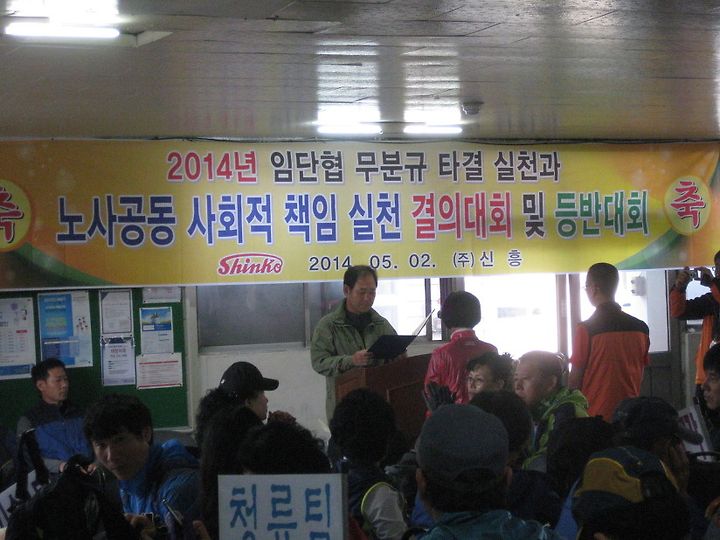 2014년 임단협 무분규 타결 실천과
노사공동 사회적 책임 실천 결의대회 및 등반대회
축
축
Shinko 2014. 05. 02. (주)신흥
청류팀